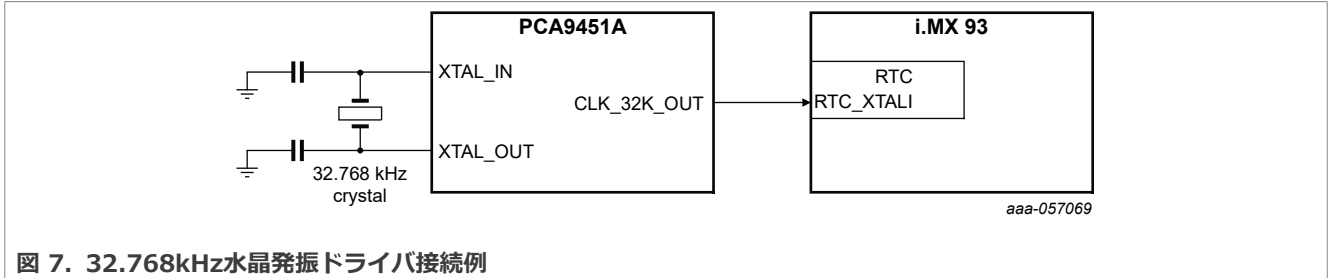 PCA9451A
i.MX 93
XTAL_IN
RTC
CLK_32K_OUT
RTC_XTALI
XTAL_OUT
32.768 kHz
crystal
aaa-057069
図 7. 32.768kHz水晶発振ドライバ接続例